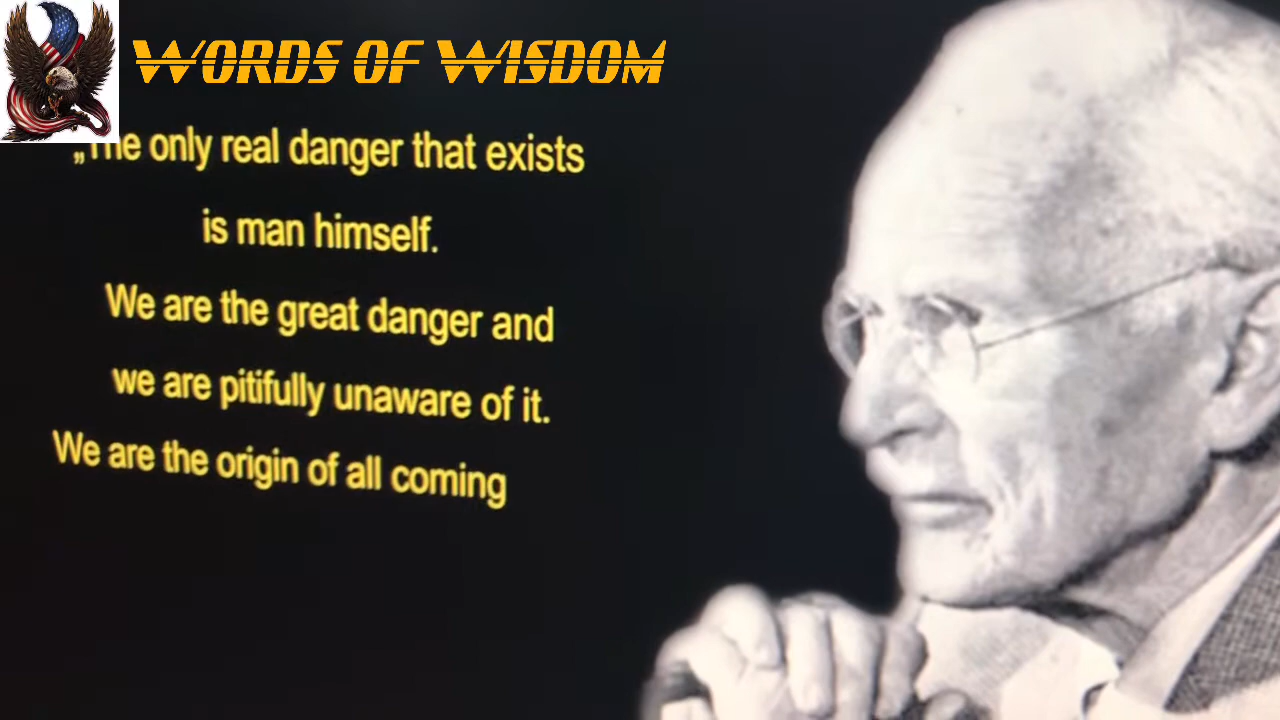 WORDS OF WISDOM
„The only real danger that exists
is man himself.
We are the great danger and
we are pitifully unaware of it.
We are the origin of all coming